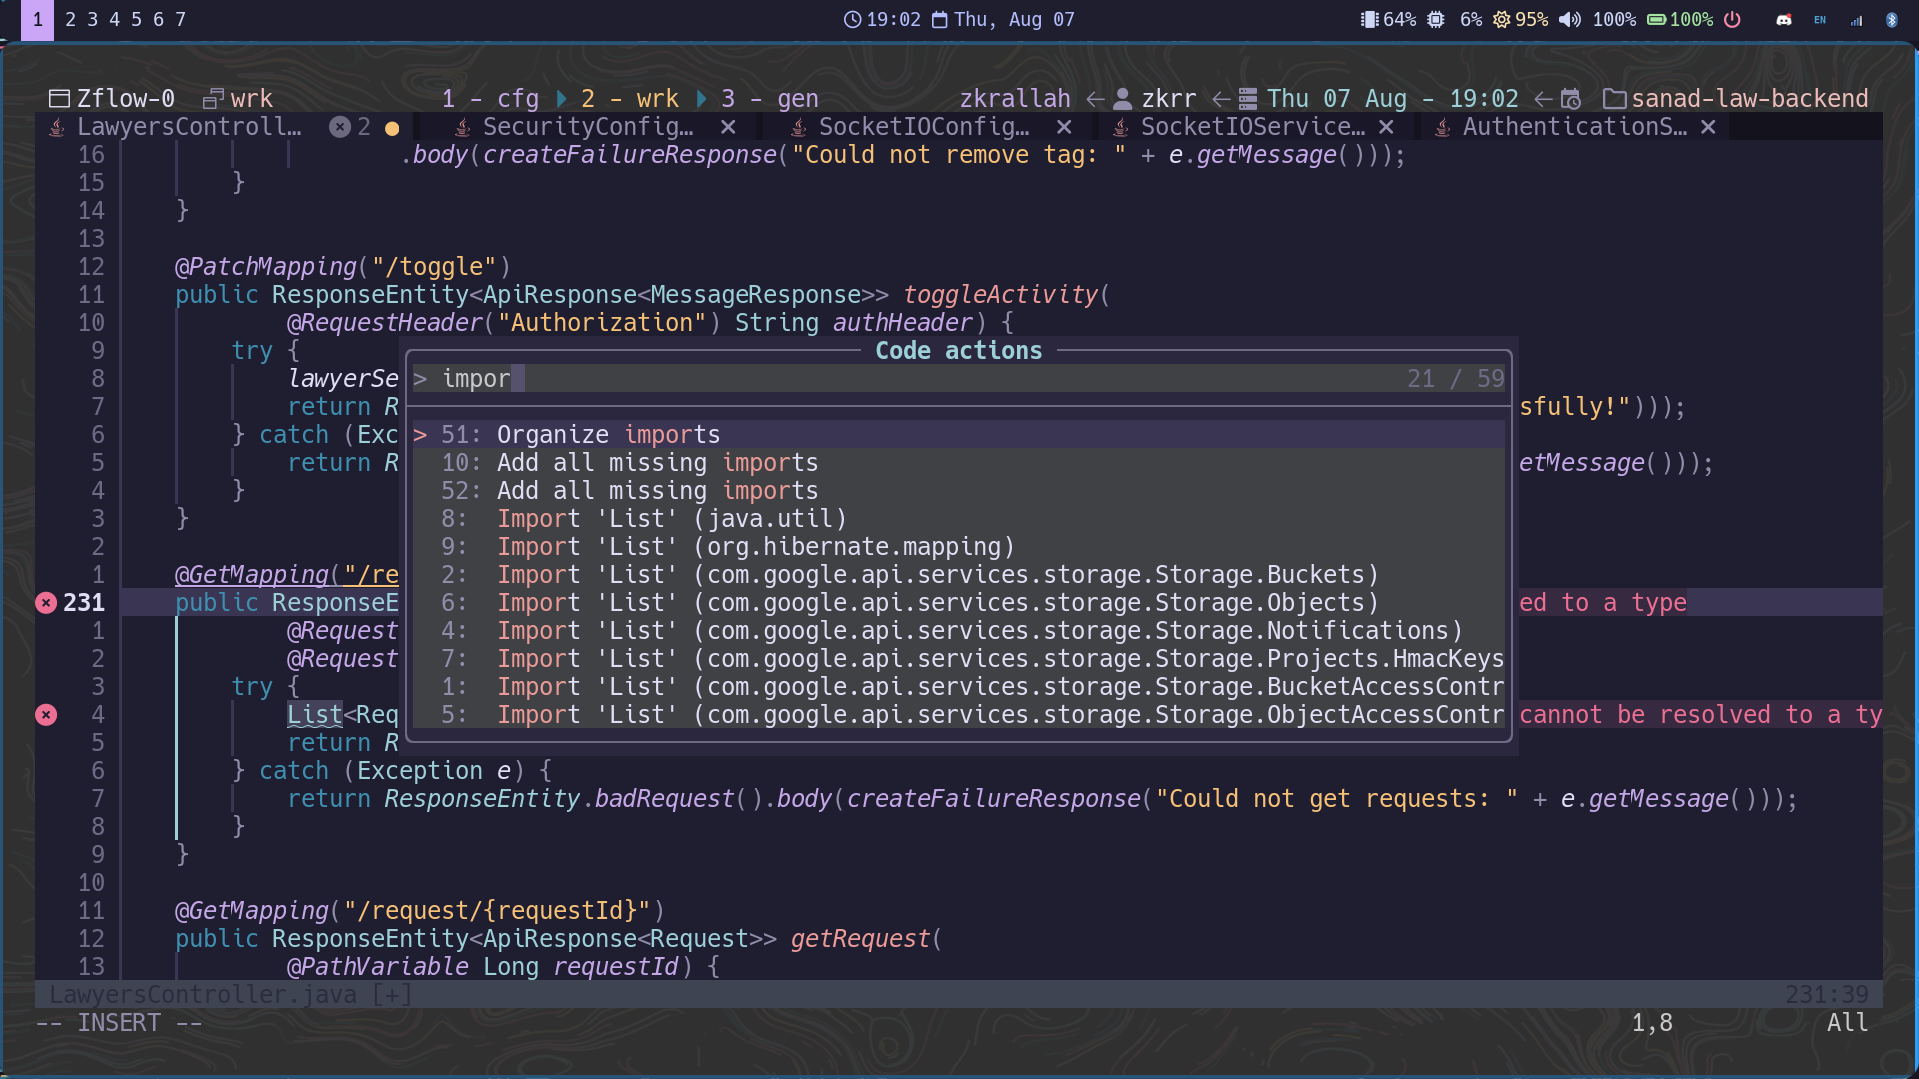 1 2 3 4 5 6 7 19:02 Thu, Aug 07 64% 6% 95% 100% 100% EN
Zflow-0 wrk 1 - cfg 2 - wrk 3 - gen zkrallah ← zkrr ← Thu 07 Aug - 19:02 ← sanad-law-backend
LawyersControll… 2 SecurityConfig… SocketIOConfig… SocketIOService… AuthenticationS…
16 .body(createFailureResponse("Could not remove tag: " + e.getMessage()));
15 }
14 }
13
12 @PatchMapping("/toggle")
11 public ResponseEntity<ApiResponse<MessageResponse>> toggleActivity(
10 @RequestHeader("Authorization") String authHeader) {
9 try {
8 lawyerSe
7 return R sfully!")));
6 } catch (Exc
5 return R etMessage()));
4 }
3 }
2
1 @GetMapping("/re
231 public ResponseE ed to a type
1 @Request
2 @Request
3 try {
4 List<Req cannot be resolved to a ty
5 return R
6 } catch (Exception e) {
7 return ResponseEntity.badRequest().body(createFailureResponse("Could not get requests: " + e.getMessage()));
8 }
9 }
10
11 @GetMapping("/request/{requestId}")
12 public ResponseEntity<ApiResponse<Request>> getRequest(
13 @PathVariable Long requestId) {
Code actions
> impor 21 / 59
> 51: Organize imports
10: Add all missing imports
52: Add all missing imports
8: Import 'List' (java.util)
9: Import 'List' (org.hibernate.mapping)
2: Import 'List' (com.google.api.services.storage.Storage.Buckets)
6: Import 'List' (com.google.api.services.storage.Storage.Objects)
4: Import 'List' (com.google.api.services.storage.Storage.Notifications)
7: Import 'List' (com.google.api.services.storage.Storage.Projects.HmacKeys
1: Import 'List' (com.google.api.services.storage.Storage.BucketAccessContr
5: Import 'List' (com.google.api.services.storage.Storage.ObjectAccessContr
LawyersController.java [+] 231:39
-- INSERT -- 1,8 All